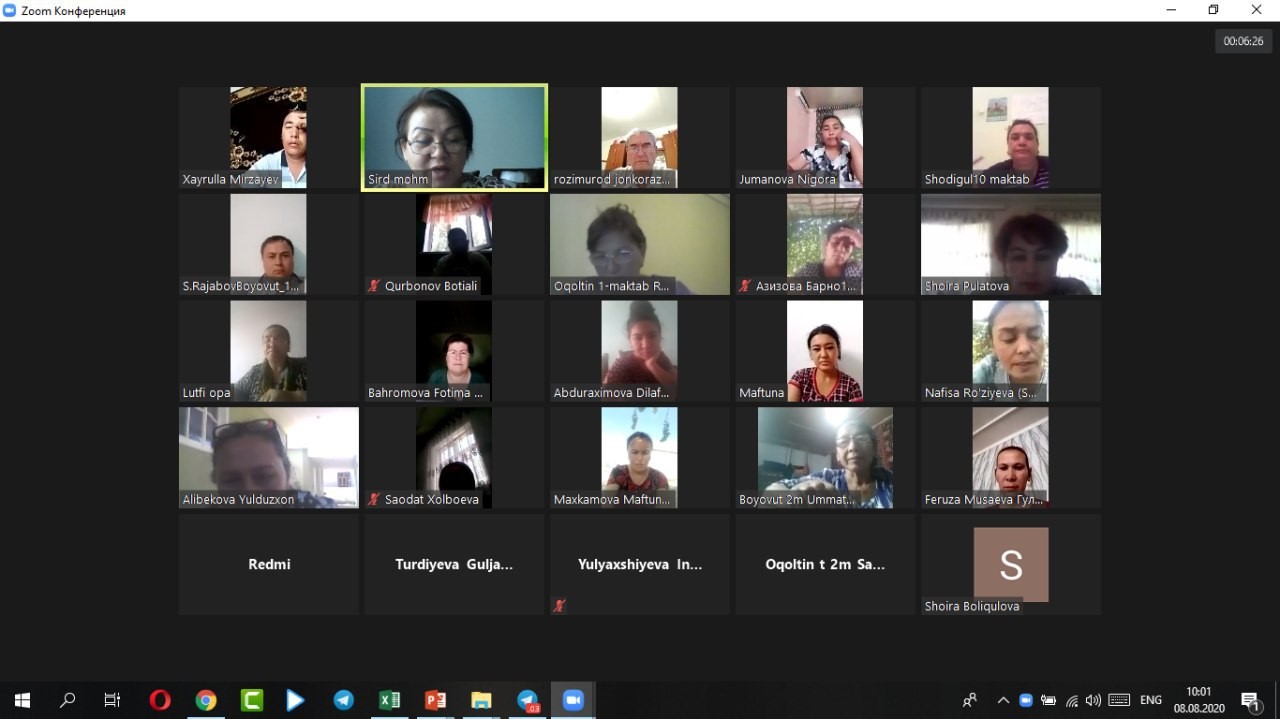 Zoom Конференция
00:06:26
Xayrulla Mirzayev
Sird.mohm
rozimurod jonkoraz...
Jumanova Nigora
Shodigul10 maktab
S.RajabovBoyovut_1...
Qurbonov Botiali
Oqoltin 1-maktab R...
Азизова Барно1...
Shoira Pulatova
Lutfi opa
Bahromova Fotima ...
Abduraximova Dilaf...
Maftuna
Nafisa Ro'ziyeva (S...
Alibekova Yulduzxon
Saodat Xolboeva
Maxkamova Maftun...
Boyovut 2m Ummat...
Feruza Musaeva Гул...
Redmi
Turdiyeva Gulja...
Yulyaxshiyeva In...
Oqoltin t 2m Sa...
S
Shoira Boliqulova
ENG
10:01
08.08.2020
1